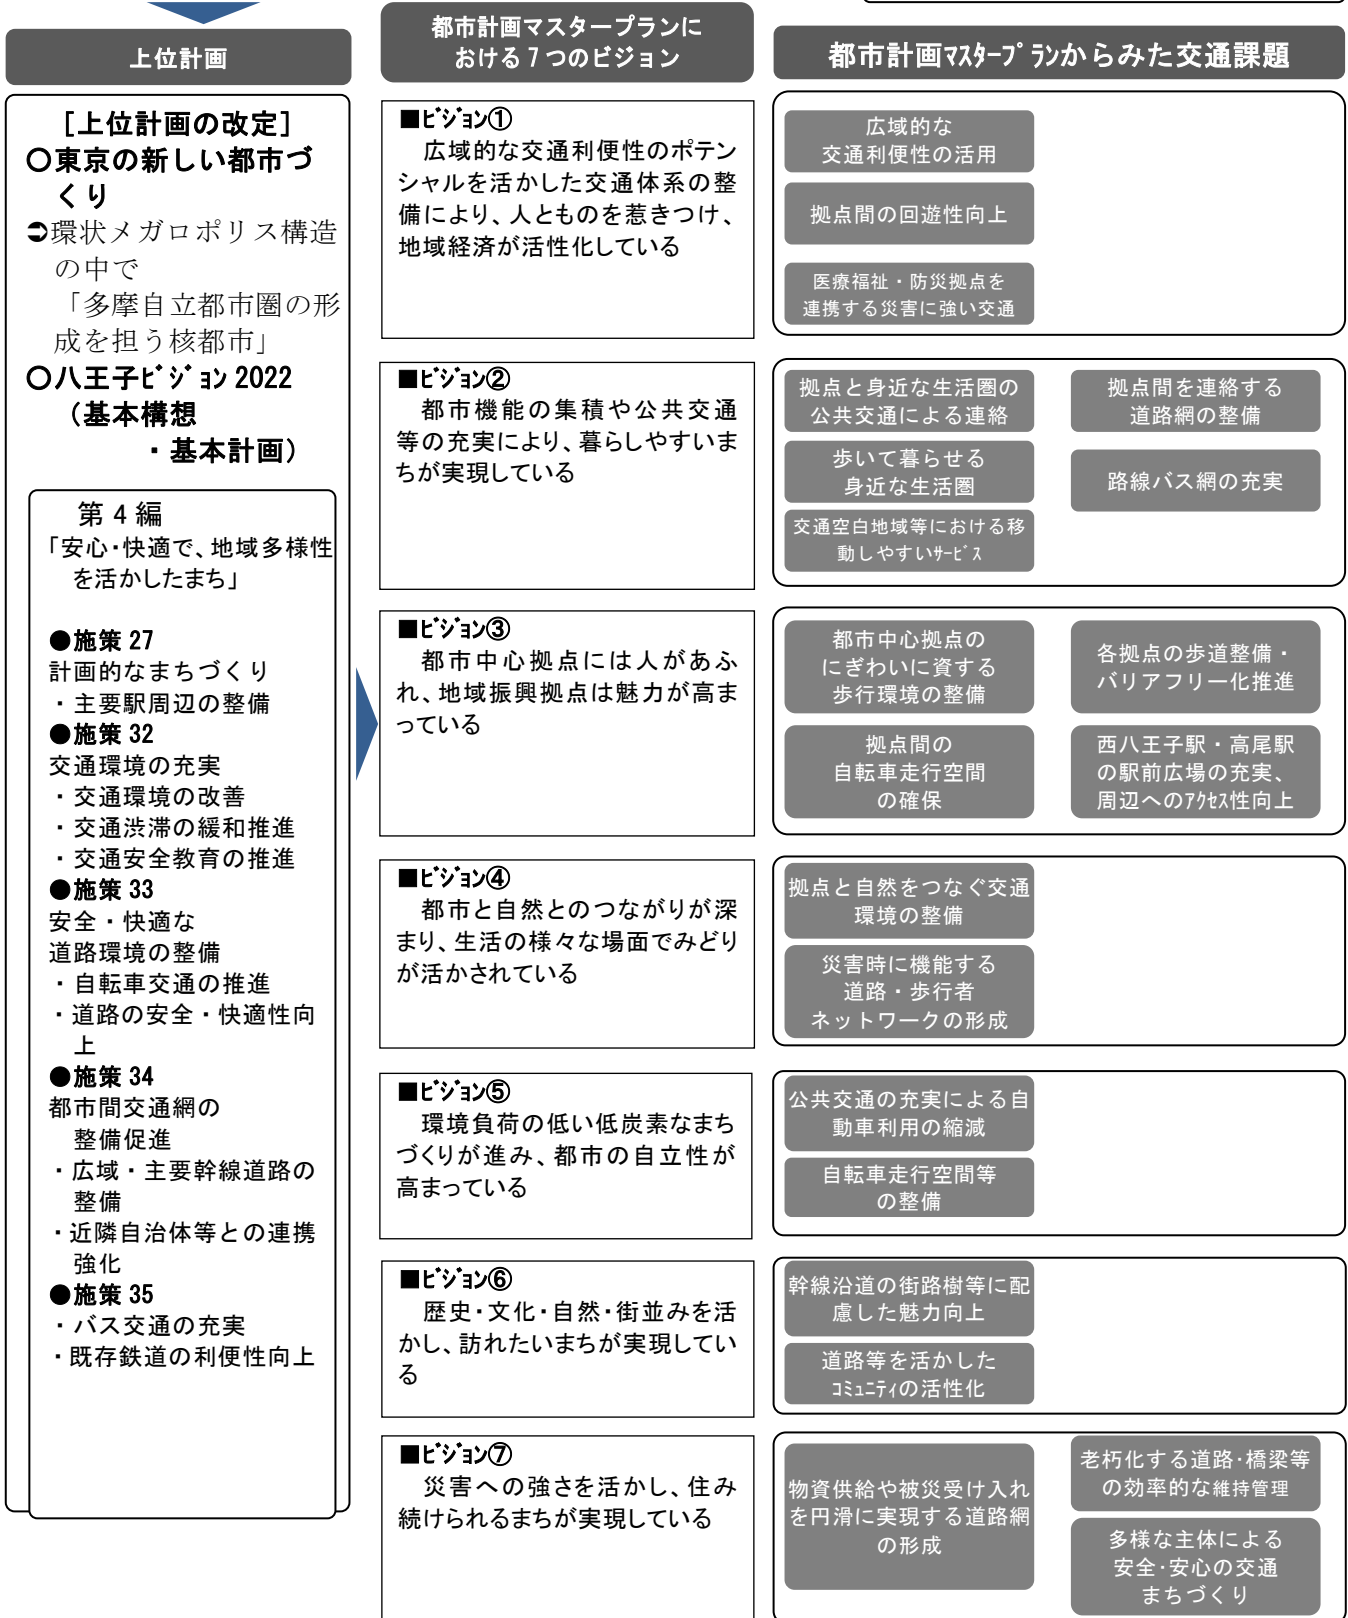 上位計画
[上位計画の改定]
〇東京の新しい都市づ
くり
➲環状メガロポリス構造
の中で
「多摩自立都市圏の形
成を担う核都市」
〇八王子ﾋﾞｼﾞｮﾝ 2022
（基本構想
・基本計画）
第 4 編
「安心・快適で、地域多様性
を活かしたまち」
●施策 27
計画的なまちづくり
・主要駅周辺の整備
●施策 32
交通環境の充実
・交通環境の改善
・交通渋滞の緩和推進
・交通安全教育の推進
●施策 33
安全・快適な
道路環境の整備
・自転車交通の推進
・道路の安全・快適性向
上
●施策 34
都市間交通網の
整備促進
・広域・主要幹線道路の
整備
・近隣自治体等との連携
強化
●施策 35
・バス交通の充実
・既存鉄道の利便性向上
都市計画マスタープランに
おける７つのビジョン
都市計画ﾏｽﾀｰﾌﾟﾗﾝからみた交通課題
■ﾋﾞｼﾞｮﾝ①
広域的な交通利便性のポテン
シャルを活かした交通体系の整
備により、人とものを惹きつけ、
地域経済が活性化している
広域的な
交通利便性の活用
拠点間の回遊性向上
医療福祉・防災拠点を
連携する災害に強い交通
■ﾋﾞｼﾞｮﾝ②
都市機能の集積や公共交通
等の充実により、暮らしやすいま
ちが実現している
拠点と身近な生活圏の
公共交通による連絡
拠点間を連絡する
道路網の整備
歩いて暮らせる
身近な生活圏
路線バス網の充実
交通空白地域等における移
動しやすいｻｰﾋﾞｽ
■ﾋﾞｼﾞｮﾝ③
都市中心拠点には人があふ
れ、地域振興拠点は魅力が高ま
っている
都市中心拠点の
にぎわいに資する
歩行環境の整備
各拠点の歩道整備・
バリアフリー化推進
拠点間の
自転車走行空間
の確保
西八王子駅・高尾駅
の駅前広場の充実、
周辺へのｱｸｾｽ性向上
■ﾋﾞｼﾞｮﾝ④
都市と自然とのつながりが深
まり、生活の様々な場面でみどり
が活かされている
拠点と自然をつなぐ交通
環境の整備
災害時に機能する
道路・歩行者
ネットワークの形成
■ﾋﾞｼﾞｮﾝ⑤
環境負荷の低い低炭素なまち
づくりが進み、都市の自立性が
高まっている
公共交通の充実による自
動車利用の縮減
自転車走行空間等
の整備
■ﾋﾞｼﾞｮﾝ⑥
歴史・文化・自然・街並みを活
かし、訪れたいまちが実現してい
る
幹線沿道の街路樹等に配
慮した魅力向上
道路等を活かした
ｺﾐｭﾆﾃｨの活性化
■ﾋﾞｼﾞｮﾝ⑦
災害への強さを活かし、住み
続けられるまちが実現している
物資供給や被災受け入れ
を円滑に実現する道路網
の形成
老朽化する道路・橋梁等
の効率的な維持管理
多様な主体による
安全・安心の交通
まちづくり